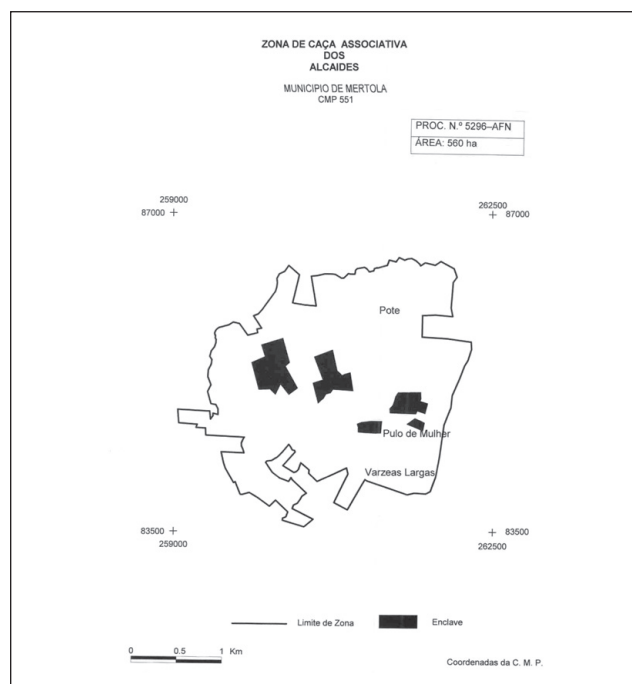 ZONA DE CAÇA ASSOCIATIVA
DOS
ALCAIDES
MUNICIPIO DE MERTOLA
CMP 551
PROC. N.º 5296–AFN
ÁREA: 560 ha
259000
87000
262500
87000
Pote
Pulo de Mulher
Varzeas Largas
83500
259000
83500
262500
Limite de Zona
Enclave
0 0.5 1 Km
Coordenadas da C. M. P.